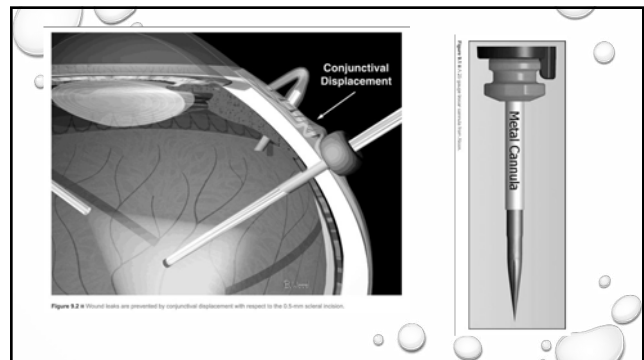 Conjunctival
Displacement
Figure 5.2 Wound leaks are prevented by conjunctival displacement with respect to the 0.5-mm scleral incision.
Metal Cannula